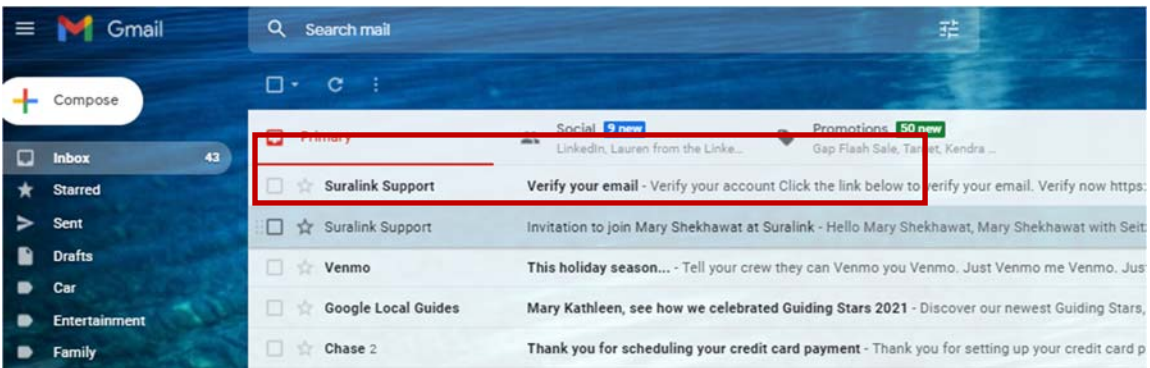 Gmail
Search mail
Compose
Primary
Social 9 new
LinkedIn, Lauren from the Linke...
Promotions 50 new
Gap Flash Sale, Target, Kendra ...
Inbox 43
Suralink Support Verify your email - Verify your account Click the link below to verify your email. Verify now https:
Starred
Sent
Suralink Support Invitation to join Mary Shekhawat at Suralink - Hello Mary Shekhawat, Mary Shekhawat with Seit
Drafts
Venmo This holiday season... - Tell your crew they can Venmo you Venmo. Just Venmo me Venmo. Jus
Car
Google Local Guides Mary Kathleen, see how we celebrated Guiding Stars 2021 - Discover our newest Guiding Stars,
Entertainment
Family
Chase 2 Thank you for scheduling your credit card payment - Thank you for setting up your credit card p